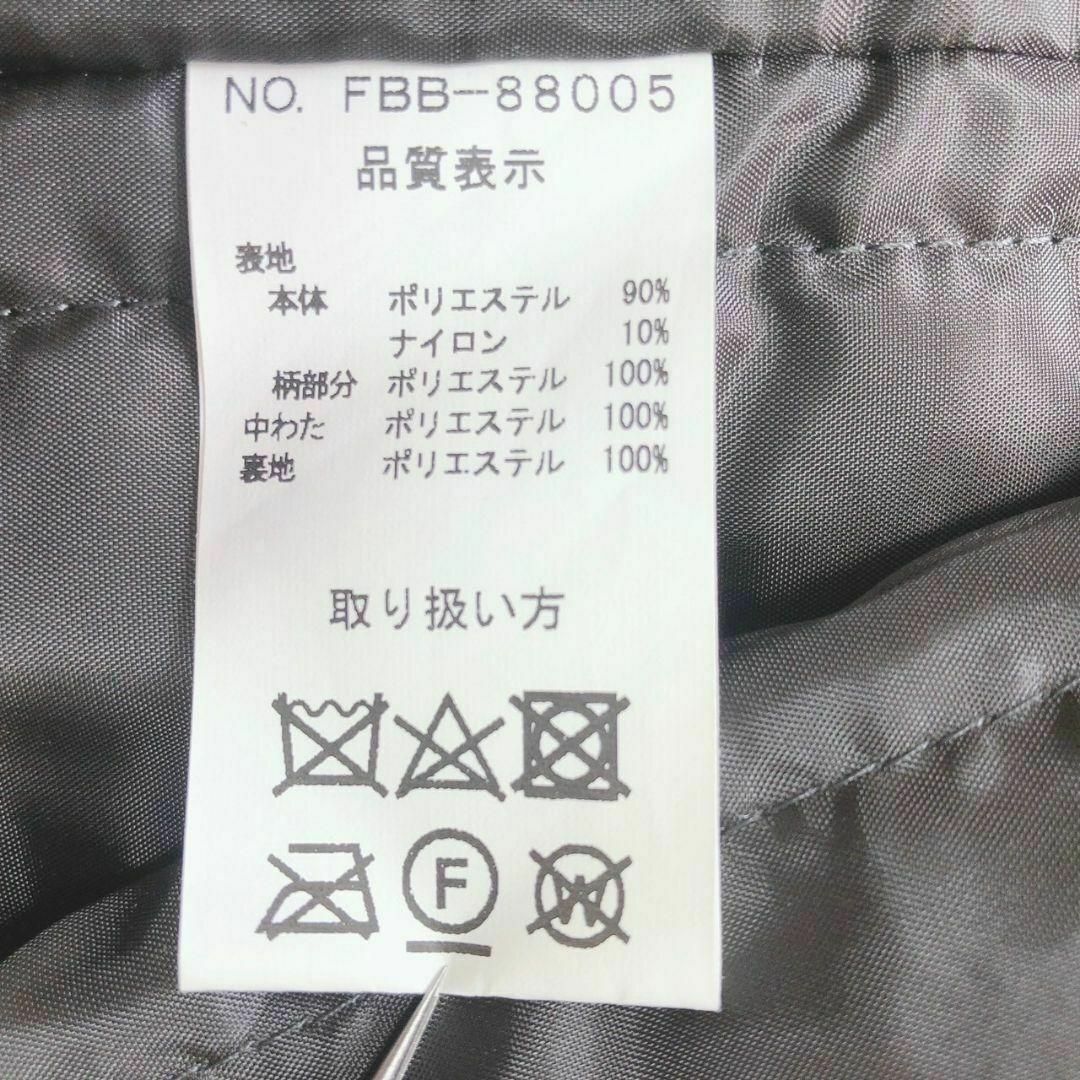 NO. FBB-88005
品質表示
表地
本体 ポリエステル 90%
ナイロン 10%
柄部分 ポリエステル 100%
中わた ポリエステル 100%
裏地 ポリエステル 100%
取り扱い方
F W